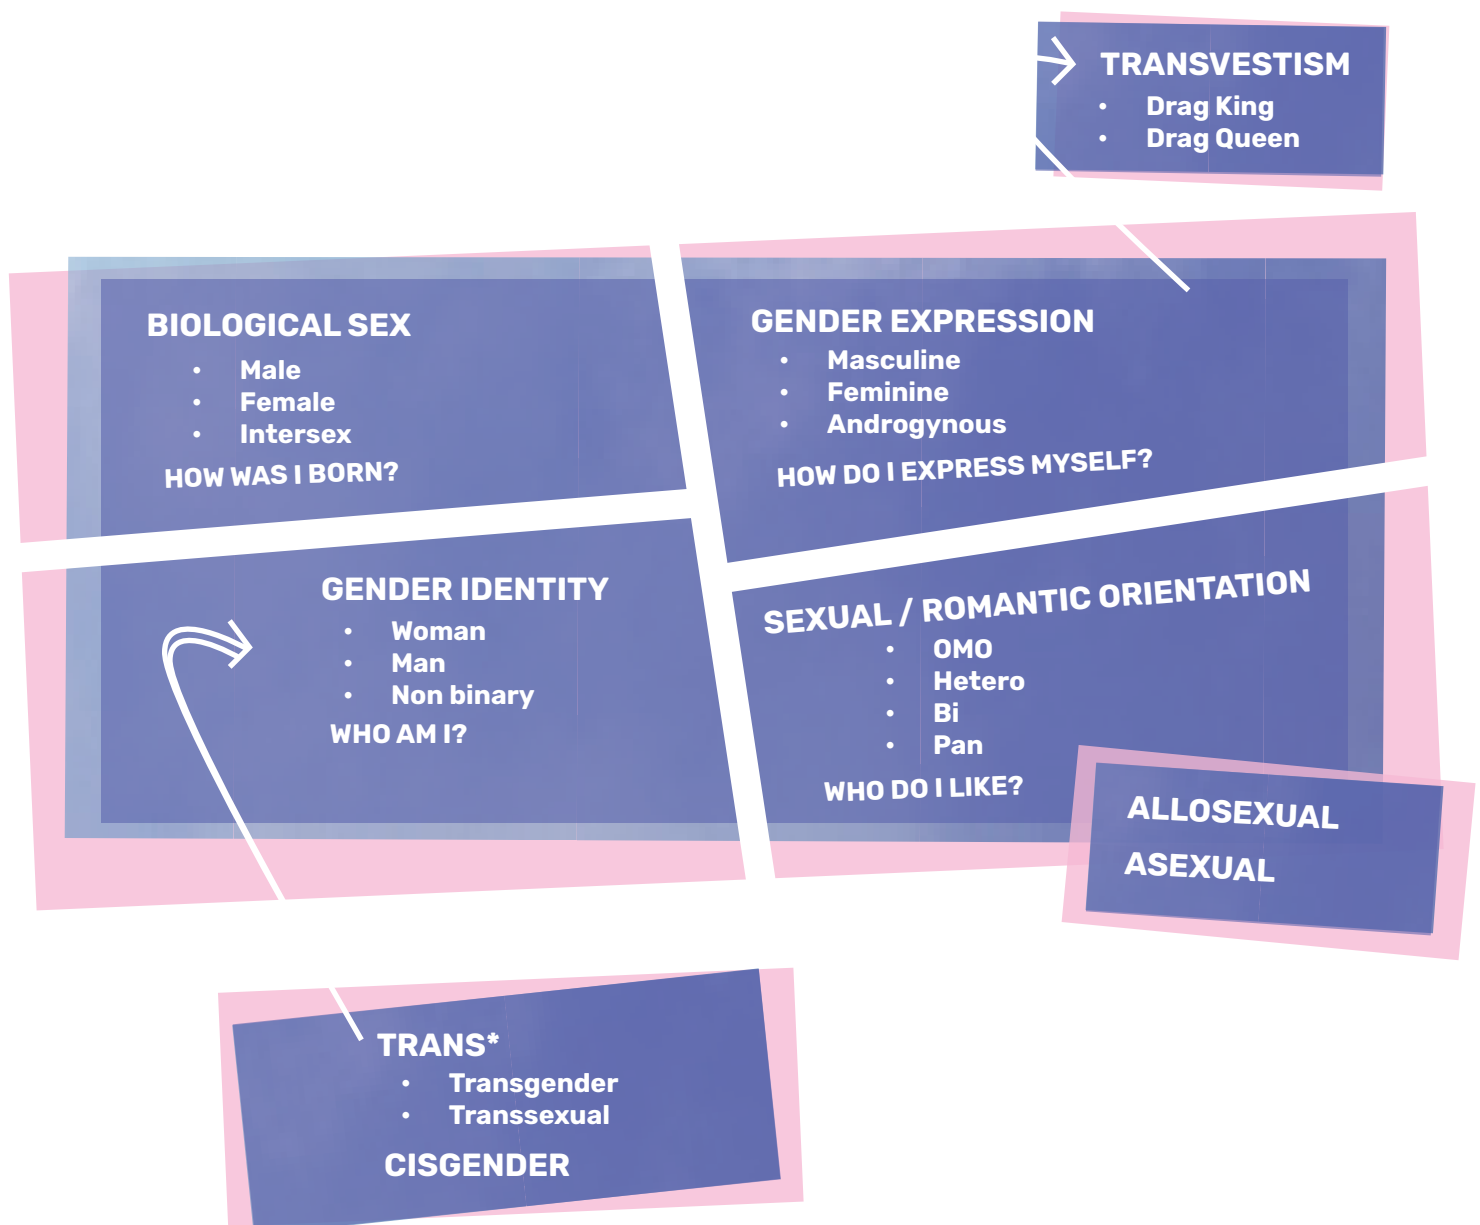 TRANSVESTISM
• Drag King
• Drag Queen
BIOLOGICAL SEX
• Male
• Female
• Intersex
HOW WAS I BORN?
GENDER EXPRESSION
• Masculine
• Feminine
• Androgynous
HOW DO I EXPRESS MYSELF?
GENDER IDENTITY
• Woman
• Man
• Non binary
WHO AM I?
SEXUAL / ROMANTIC ORIENTATION
• OMO
• Hetero
• Bi
• Pan
WHO DO I LIKE?
ALLOSEXUAL
ASEXUAL
TRANS*
• Transgender
• Transsexual
CISGENDER